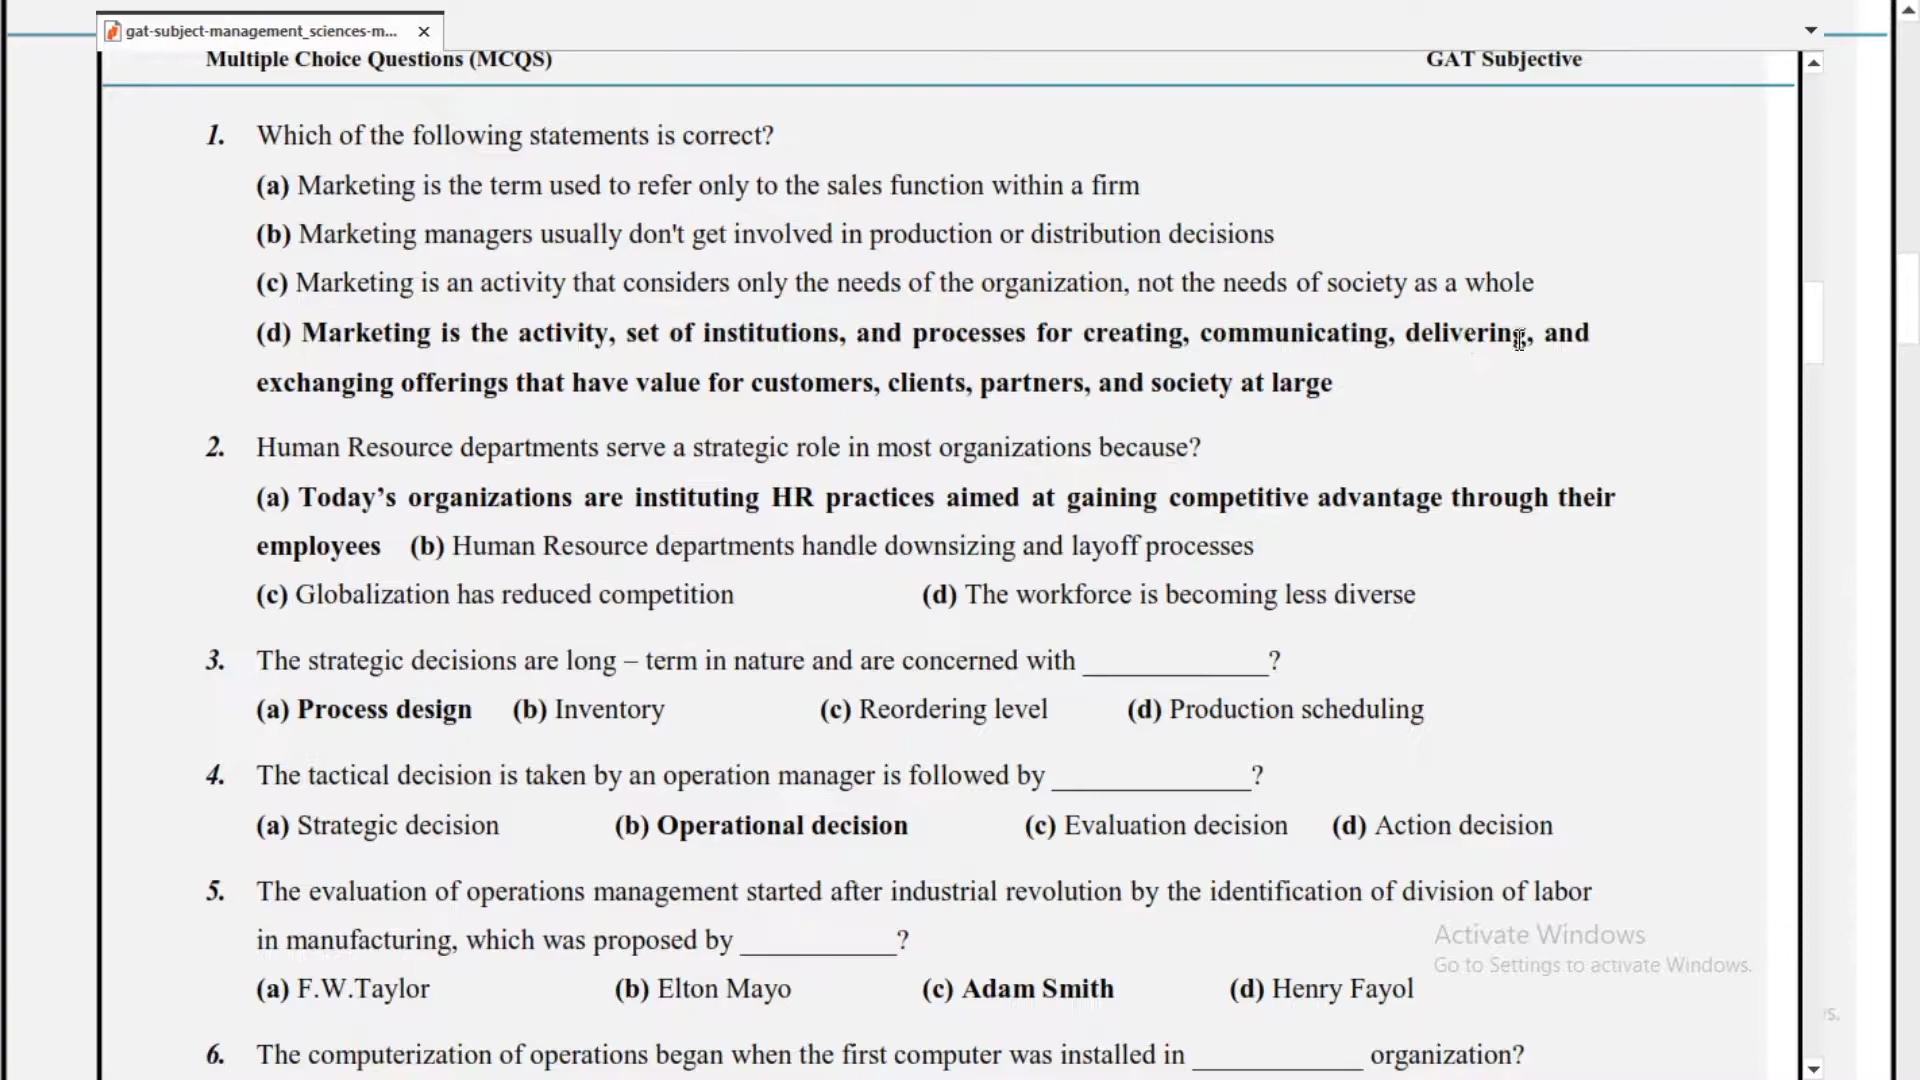 gat-subject-management_sciences-m...
Multiple Choice Questions (MCQS) GAT Subjective
1. Which of the following statements is correct?
(a) Marketing is the term used to refer only to the sales function within a firm
(b) Marketing managers usually don't get involved in production or distribution decisions
(c) Marketing is an activity that considers only the needs of the organization, not the needs of society as a whole
(d) Marketing is the activity, set of institutions, and processes for creating, communicating, delivering, and
exchanging offerings that have value for customers, clients, partners, and society at large
2. Human Resource departments serve a strategic role in most organizations because?
(a) Today’s organizations are instituting HR practices aimed at gaining competitive advantage through their
employees (b) Human Resource departments handle downsizing and layoff processes
(c) Globalization has reduced competition (d) The workforce is becoming less diverse
3. The strategic decisions are long – term in nature and are concerned with _____________?
(a) Process design (b) Inventory (c) Reordering level (d) Production scheduling
4. The tactical decision is taken by an operation manager is followed by ______________?
(a) Strategic decision (b) Operational decision (c) Evaluation decision (d) Action decision
5. The evaluation of operations management started after industrial revolution by the identification of division of labor
in manufacturing, which was proposed by ___________?
(a) F.W.Taylor (b) Elton Mayo (c) Adam Smith (d) Henry Fayol
Activate Windows
Go to Settings to activate Windows.
6. The computerization of operations began when the first computer was installed in ____________ organization?